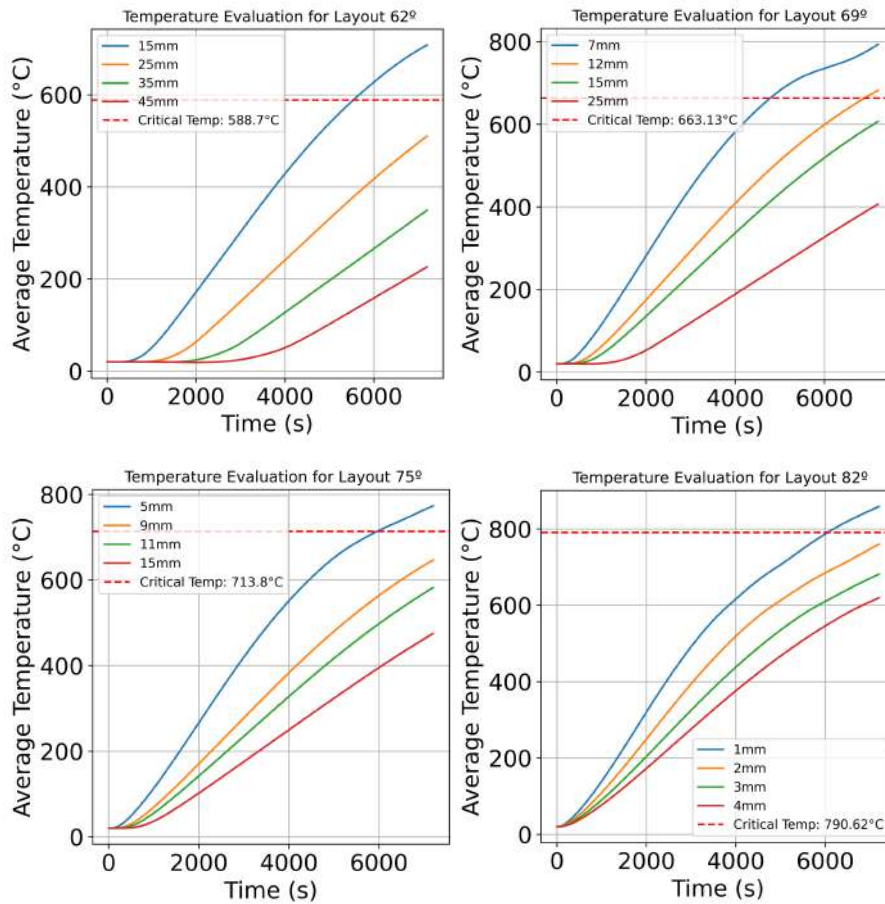 Temperature Evaluation for Layout 62º
Average Temperature (°C)
600
400
200
0
15mm
25mm
35mm
45mm
Critical Temp: 588.7°C
0 2000 4000 6000
Time (s)
Temperature Evaluation for Layout 69º
Average Temperature (°C)
800
600
400
200
0
7mm
12mm
15mm
25mm
Critical Temp: 663.13°C
0 2000 4000 6000
Time (s)
Temperature Evaluation for Layout 75º
Average Temperature (°C)
800
600
400
200
0
5mm
9mm
11mm
15mm
Critical Temp: 713.8°C
0 2000 4000 6000
Time (s)
Temperature Evaluation for Layout 82º
Average Temperature (°C)
800
600
400
200
0
1mm
2mm
3mm
4mm
Critical Temp: 790.62°C
0 2000 4000 6000
Time (s)